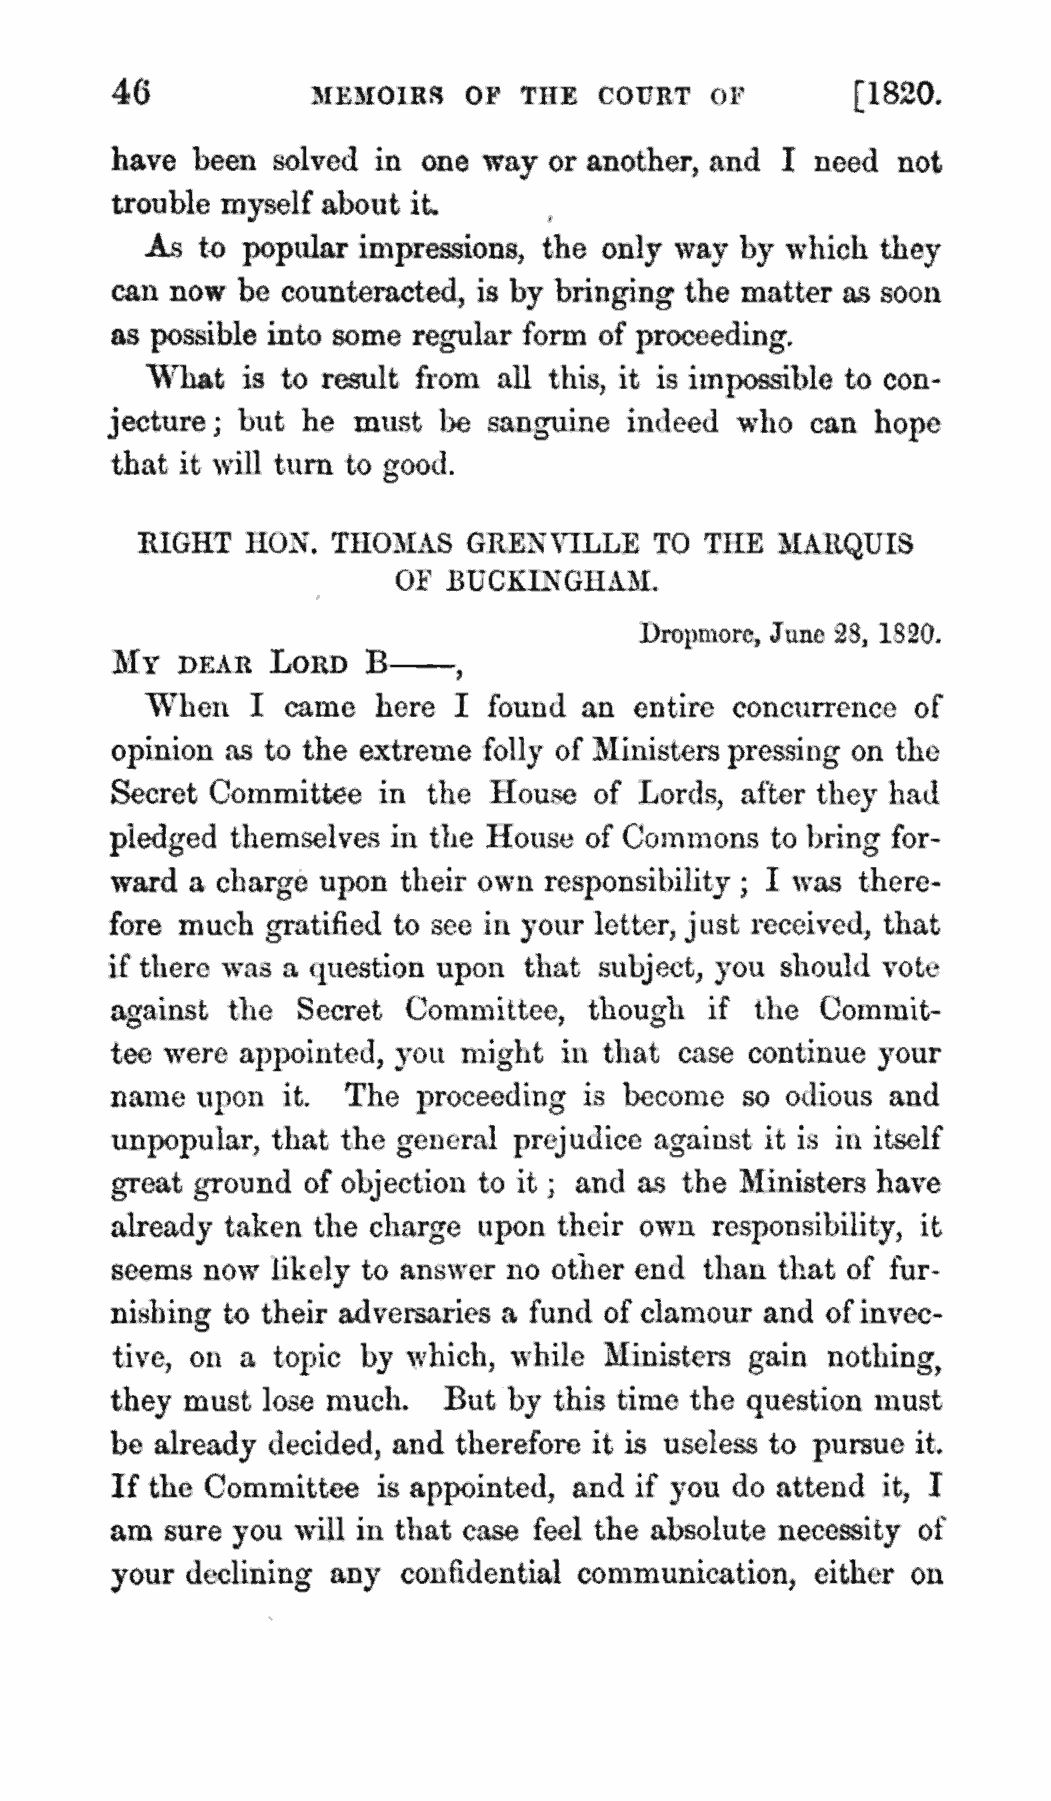 46 MEMOIRS OF THE COURT OF [1820.
have been solved in one way or another, and I need not
trouble myself about it.
As to popular impressions, the only way by which they
can now be counteracted, is by bringing the matter as soon
as possible into some regular form of proceeding.
What is to result from all this, it is impossible to con-
jecture; but he must be sanguine indeed who can hope
that it will turn to good.
RIGHT HON. THOMAS GRENVILLE TO THE MARQUIS
OF BUCKINGHAM.
Dropmore, June 28, 1820.
MY DEAR LORD B——,
When I came here I found an entire concurrence of
opinion as to the extreme folly of Ministers pressing on the
Secret Committee in the House of Lords, after they had
pledged themselves in the House of Commons to bring for-
ward a charge upon their own responsibility; I was there-
fore much gratified to see in your letter, just received, that
if there was a question upon that subject, you should vote
against the Secret Committee, though if the Commit-
tee were appointed, you might in that case continue your
name upon it. The proceeding is become so odious and
unpopular, that the general prejudice against it is in itself
great ground of objection to it; and as the Ministers have
already taken the charge upon their own responsibility, it
seems now likely to answer no other end than that of fur-
nishing to their adversaries a fund of clamour and of invec-
tive, on a topic by which, while Ministers gain nothing,
they must lose much. But by this time the question must
be already decided, and therefore it is useless to pursue it.
If the Committee is appointed, and if you do attend it, I
am sure you will in that case feel the absolute necessity of
your declining any confidential communication, either on